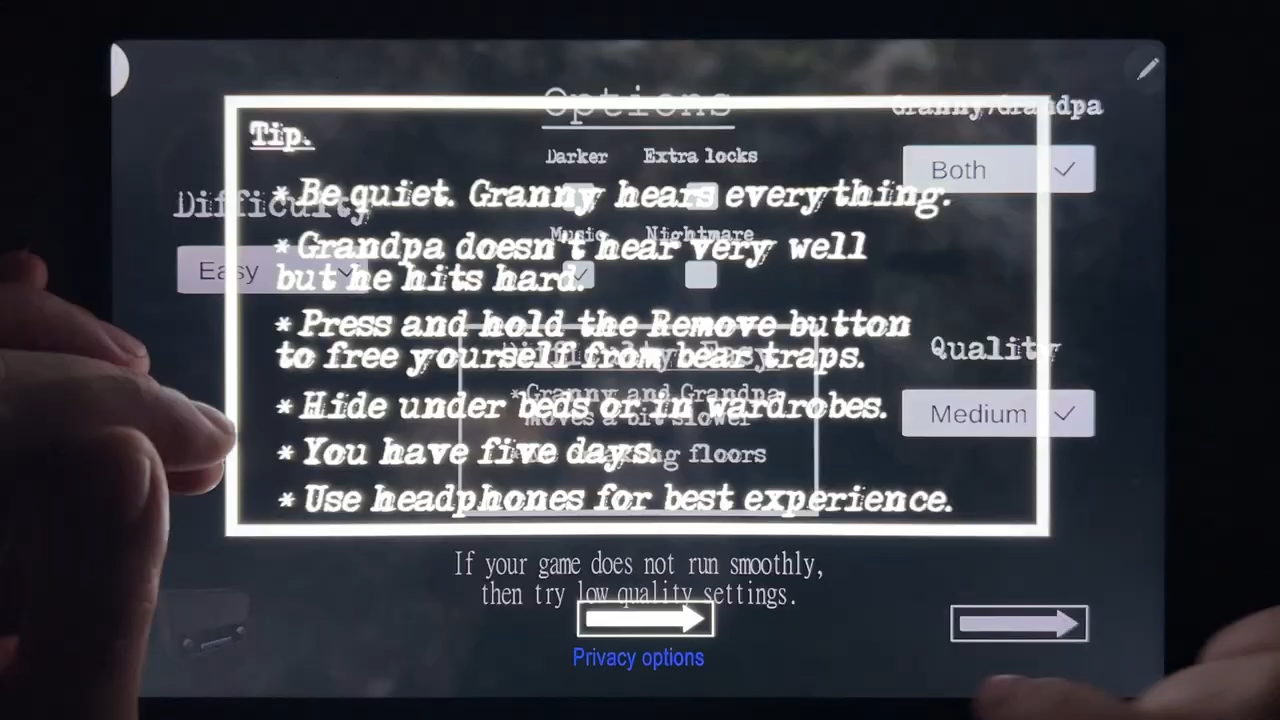 Options
Granny/Grandpa
Tip.
Darker
Extra locks
Both
* Be quiet. Granny hears everything.
Difficulty
Music
Nightmare
* Grandpa doesn't hear very well
but he hits hard.
Easy
* Press and hold the Remove button
to free yourself from bear traps.
Difficulty Easy
Quality
*Granny and Grandpa
moves a bit slower
* Hide under beds or in wardrobes.
Medium
* You have five days.
floors
* Use headphones for best experience.
If your game does not run smoothly,
then try low quality settings.
Privacy options